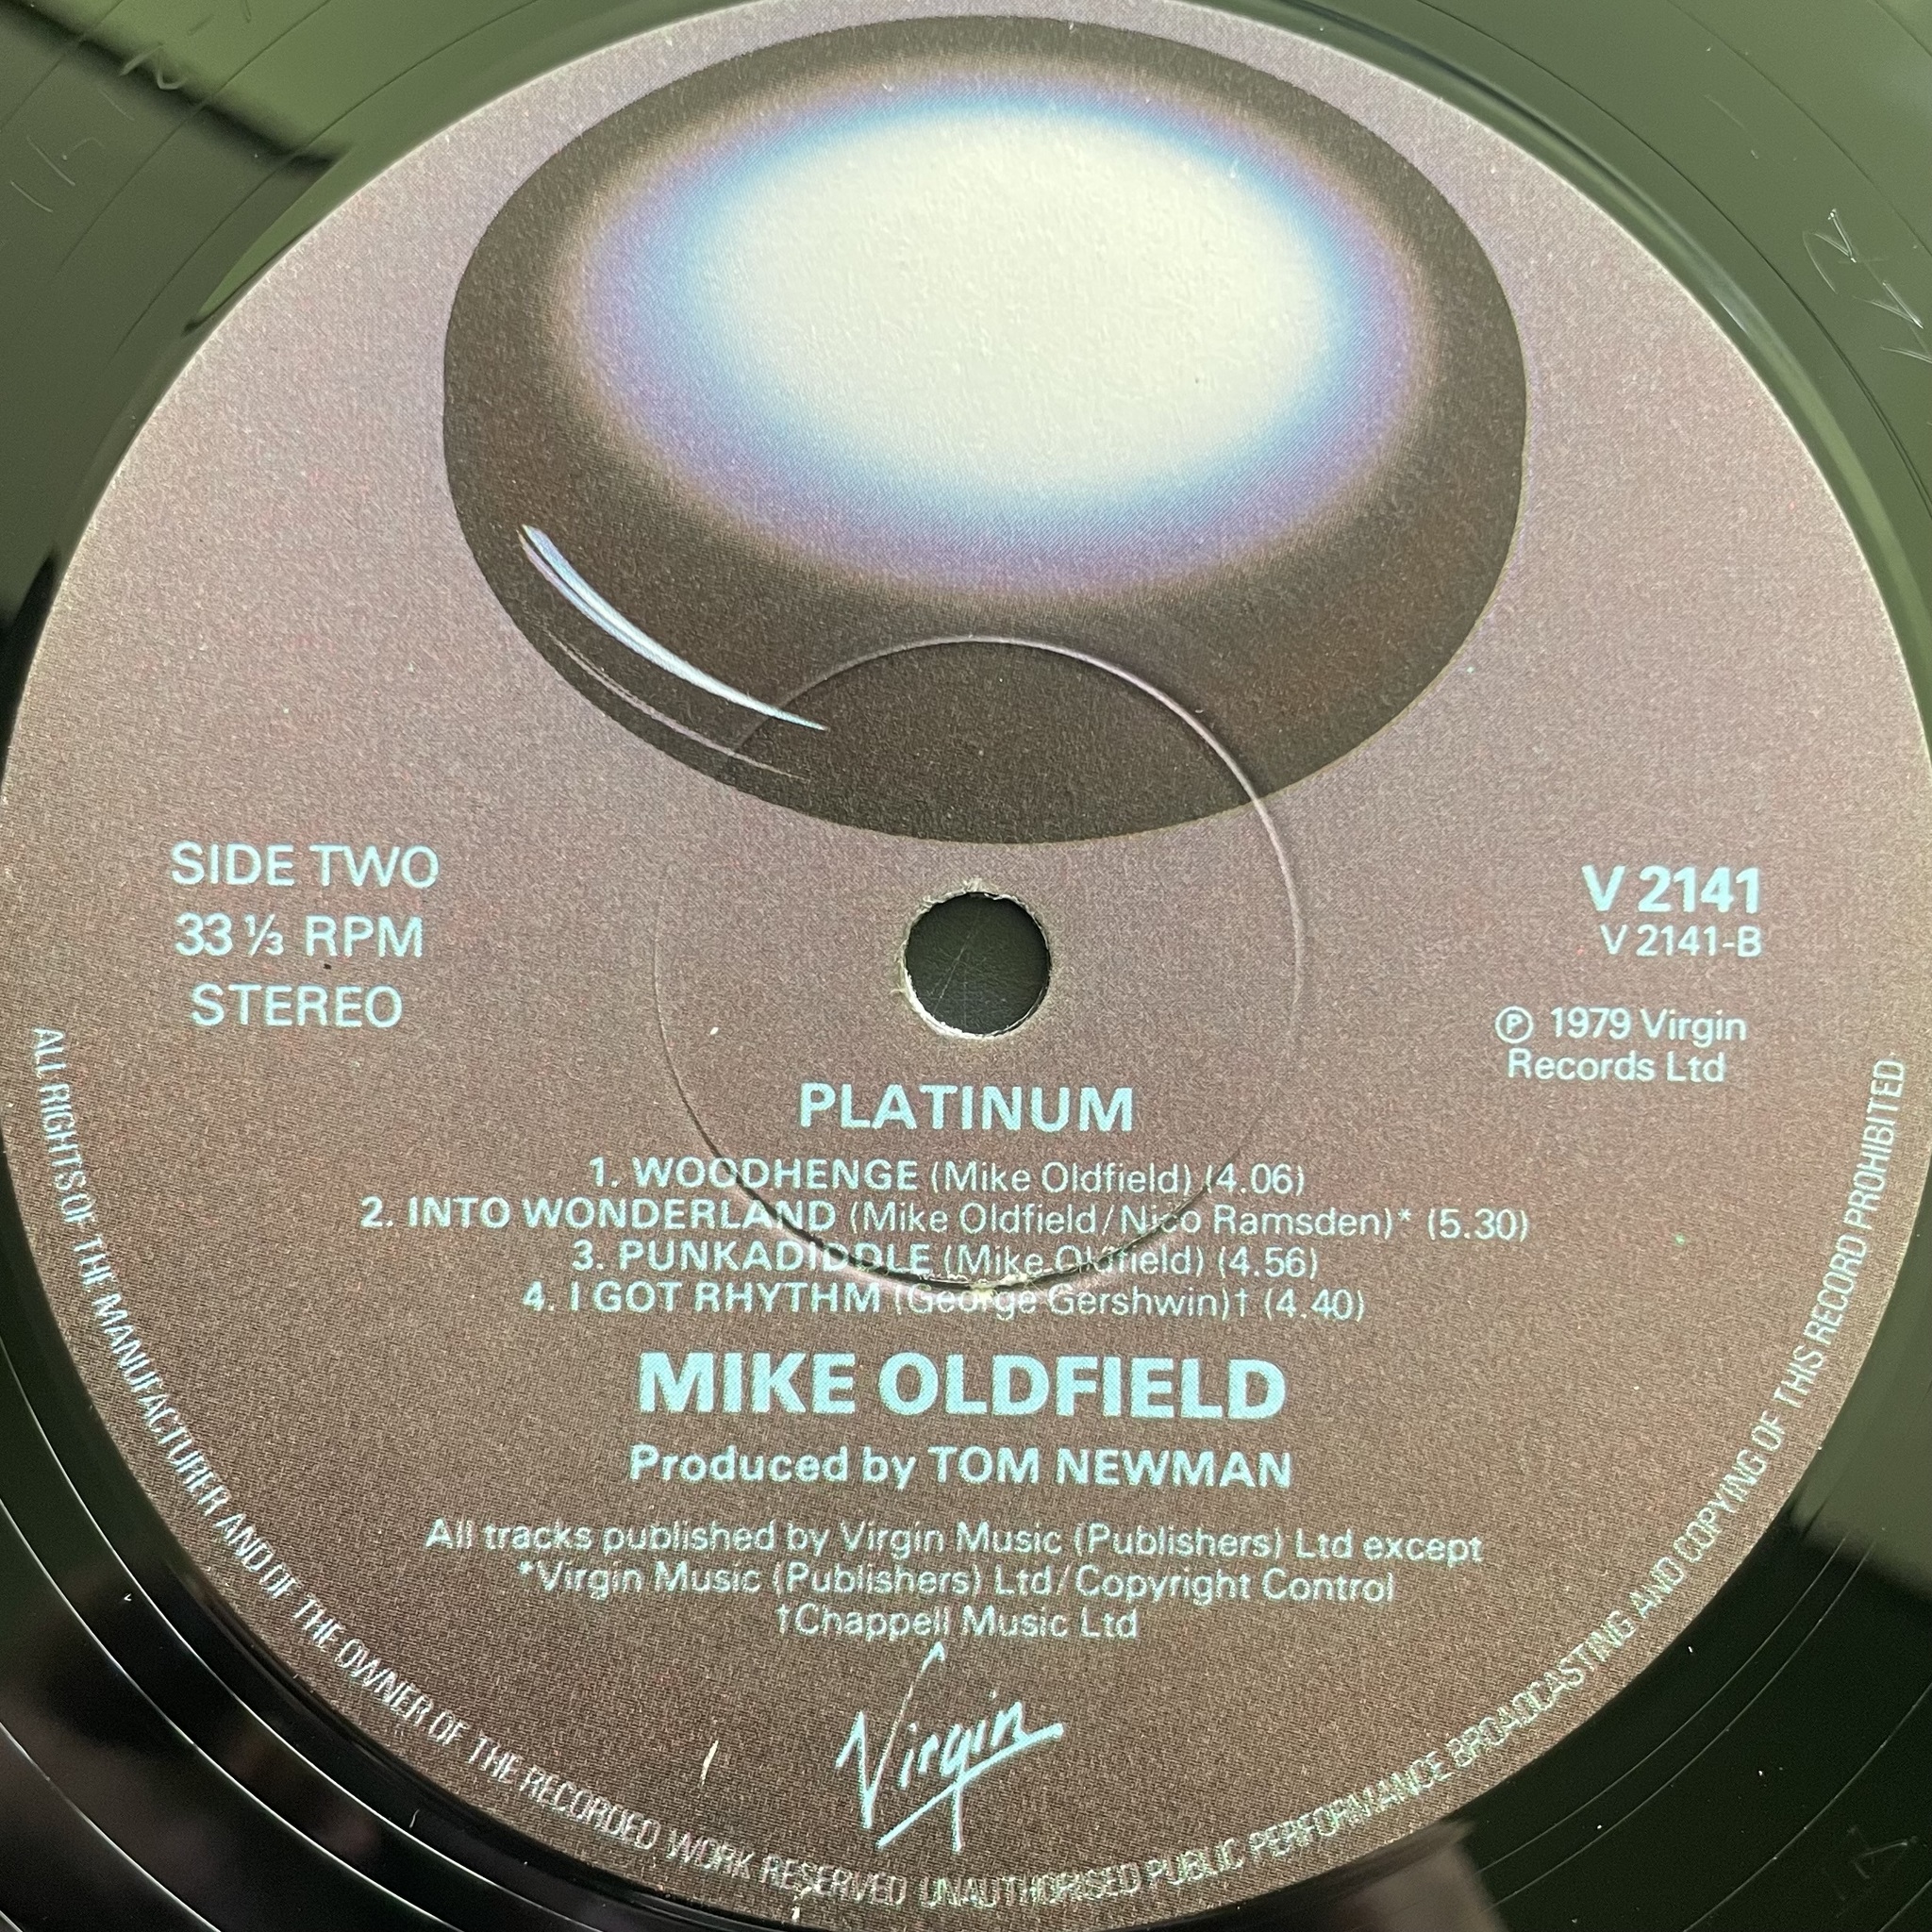 SIDE TWO
33 ⅓ RPM
STEREO
V 2141
V 2141-B
℗ 1979 Virgin
Records Ltd
PLATINUM
1. WOODHENGE (Mike Oldfield) (4.06)
2. INTO WONDERLAND (Mike Oldfield/Nico Ramsden)* (5.30)
3. PUNKADIDDLE (Mike Oldfield) (4.56)
4. I GOT RHYTHM (George Gershwin)† (4.40)
MIKE OLDFIELD
Produced by TOM NEWMAN
All tracks published by Virgin Music (Publishers) Ltd except
*Virgin Music (Publishers) Ltd/Copyright Control
†Chappell Music Ltd
Virgin
ALL RIGHTS OF THE MANUFACTURER AND OF THE OWNER OF THE RECORDED WORK RESERVED UNAUTHORISED PUBLIC PERFORMANCE BROADCASTING AND COPYING OF THIS RECORD PROHIBITED